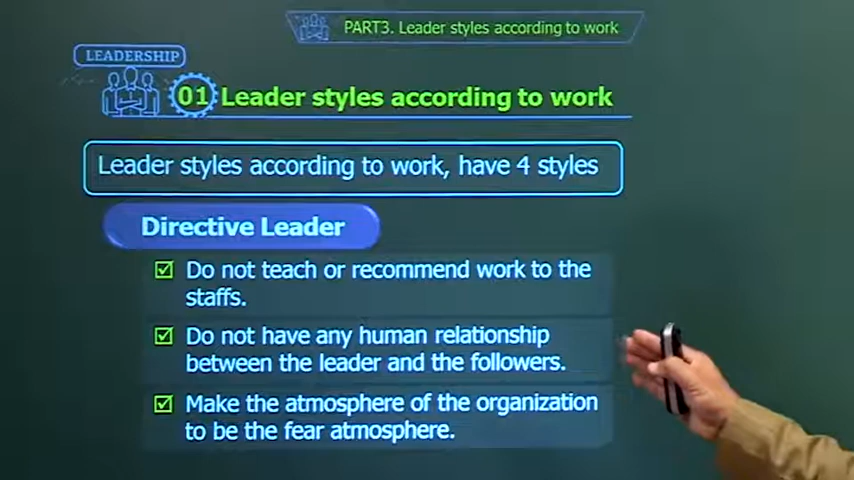 PART3. Leader styles according to work
LEADERSHIP
01 Leader styles according to work
Leader styles according to work, have 4 styles
Directive Leader
Do not teach or recommend work to the
staffs.
Do not have any human relationship
between the leader and the followers.
Make the atmosphere of the organization
to be the fear atmosphere.